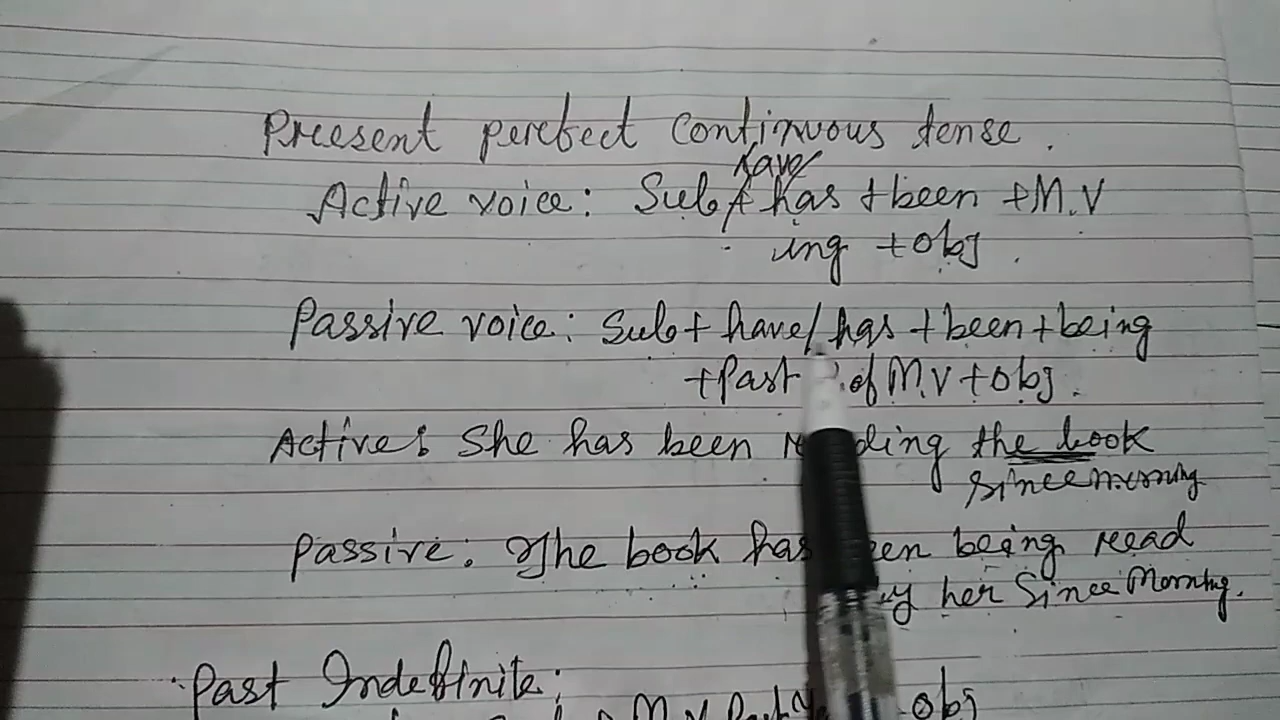 Present perfect continuous tense.
have/
Active voice: Sub + has + been + M.V
ing + obj.
Passive voice: Sub + have/has + been + being
+ Past of M.V + obj.
Active: She has been the book
since morning
Passive: The book has being read
her Since Morning.
Past Indefinite:
M.V obj